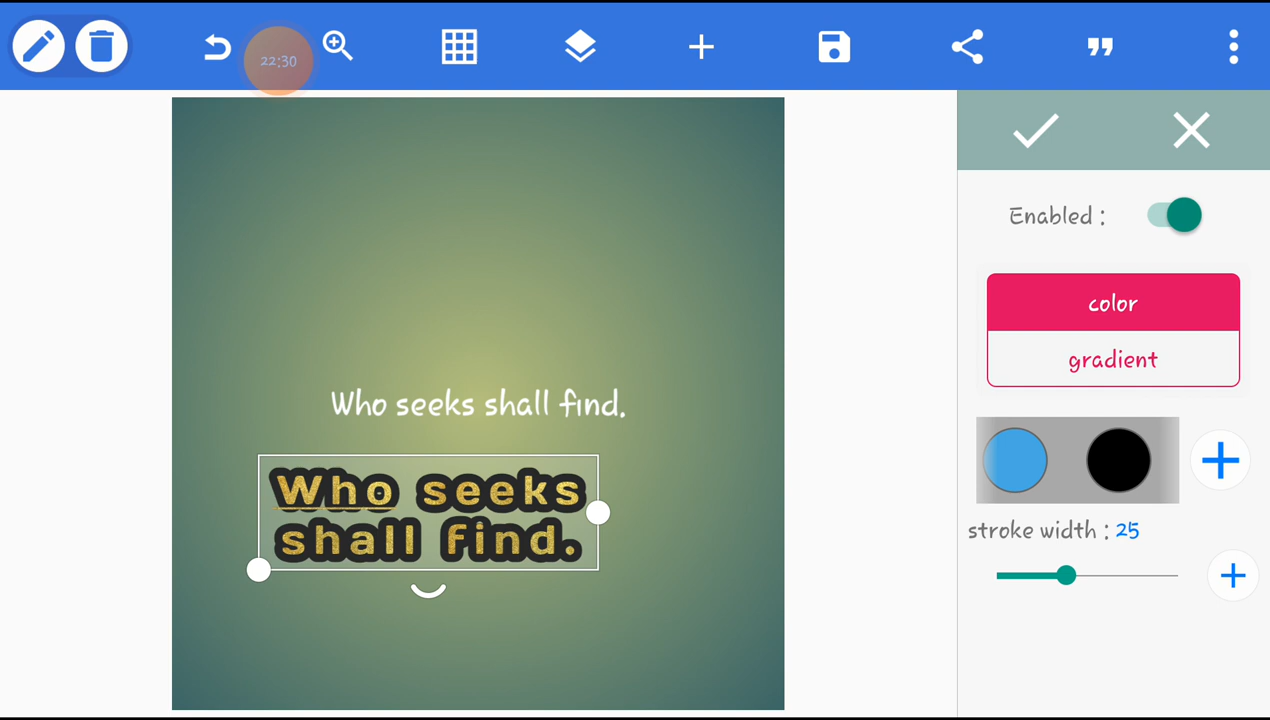 22:30
Enabled :
color
gradient
Who seeks shall find.
Who seeks
shall find.
stroke width : 25